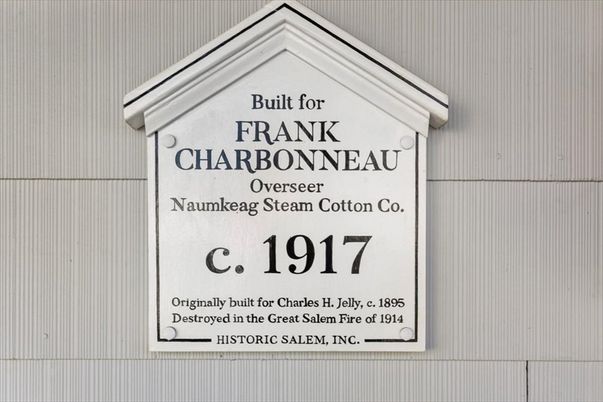 Built for
FRANK
CHARBONNEAU
Overseer
Naumkeag Steam Cotton Co.
c. 1917
Originally built for Charles H. Jelly, c. 1895
Destroyed in the Great Salem Fire of 1914
HISTORIC SALEM, INC.